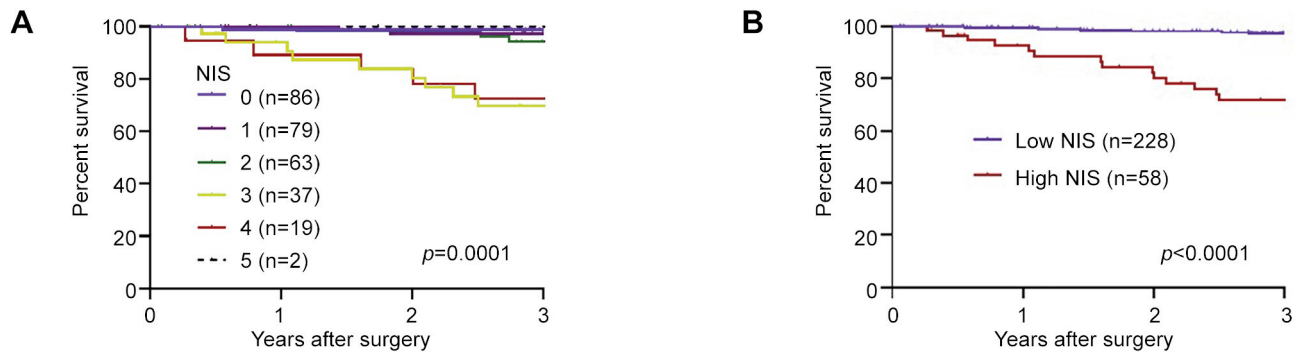 A
Percent survival
100
80
60
40
20
0
NIS
0 (n=86)
1 (n=79)
2 (n=63)
3 (n=37)
4 (n=19)
5 (n=2)
p=0.0001
0 1 2 3
Years after surgery
B
Percent survival
100
80
60
40
20
0
Low NIS (n=228)
High NIS (n=58)
p<0.0001
0 1 2 3
Years after surgery